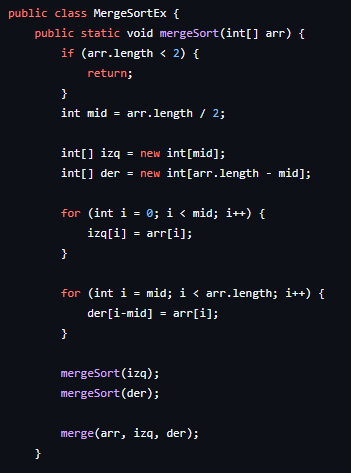 public class MergeSortEx {
    public static void mergeSort(int[] arr) {
        if (arr.length < 2) {
            return;
        }
        int mid = arr.length / 2;

        int[] izq = new int[mid];
        int[] der = new int[arr.length - mid];

        for (int i = 0; i < mid; i++) {
            izq[i] = arr[i];
        }

        for (int i = mid; i < arr.length; i++) {
            der[i-mid] = arr[i];
        }

        mergeSort(izq);
        mergeSort(der);

        merge(arr, izq, der);
    }